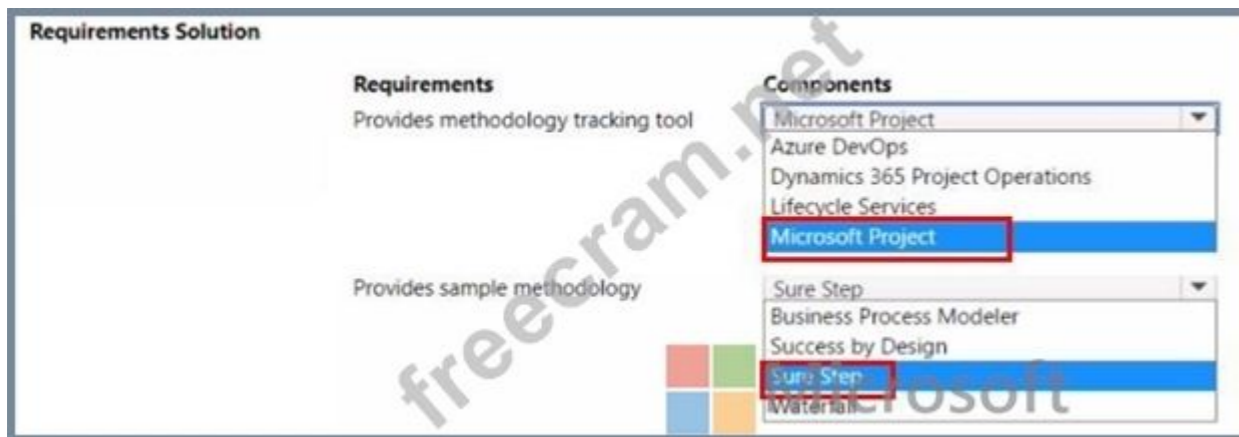 Requirements Solution
Requirements Components
Provides methodology tracking tool Microsoft Project
Azure DevOps
Dynamics 365 Project Operations
Lifecycle Services
Microsoft Project
Provides sample methodology Sure Step
Business Process Modeler
Success by Design
Sure Step
Waterfall
freecram.net
Microsoft